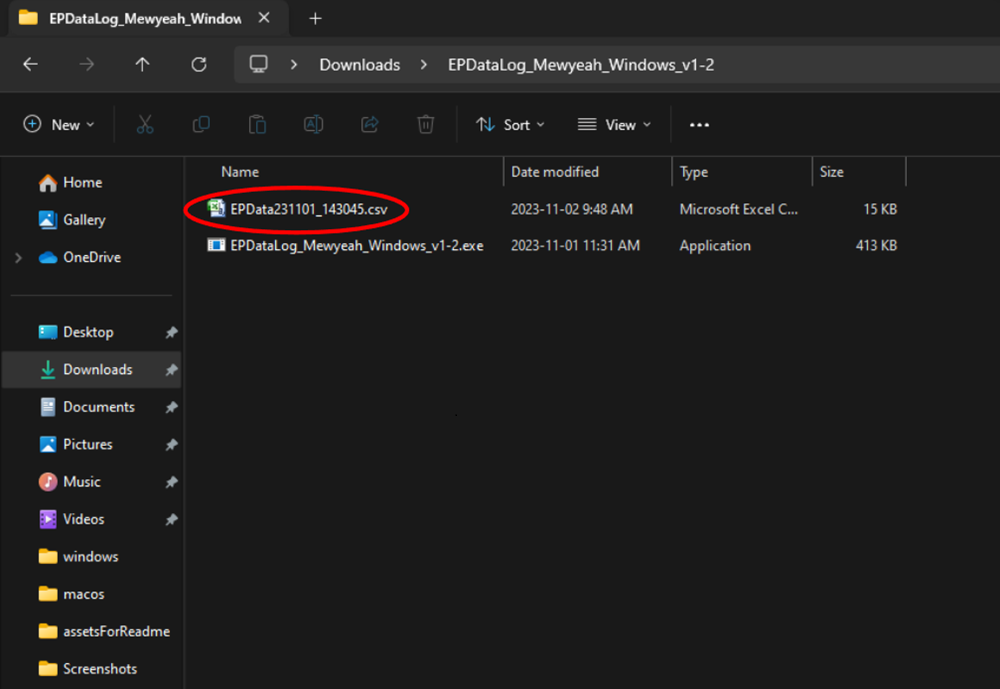 EPDataLog_Mewyeah_Window
Downloads > EPDataLog_Mewyeah_Windows_v1-2
New Sort View
Name Date modified Type Size
EPData231101_143045.csv 2023-11-02 9:48 AM Microsoft Excel C... 15 KB
EPDataLog_Mewyeah_Windows_v1-2.exe 2023-11-01 11:31 AM Application 413 KB
Home
Gallery
OneDrive
Desktop
Downloads
Documents
Pictures
Music
Videos
windows
macos
assetsForReadme
Screenshots